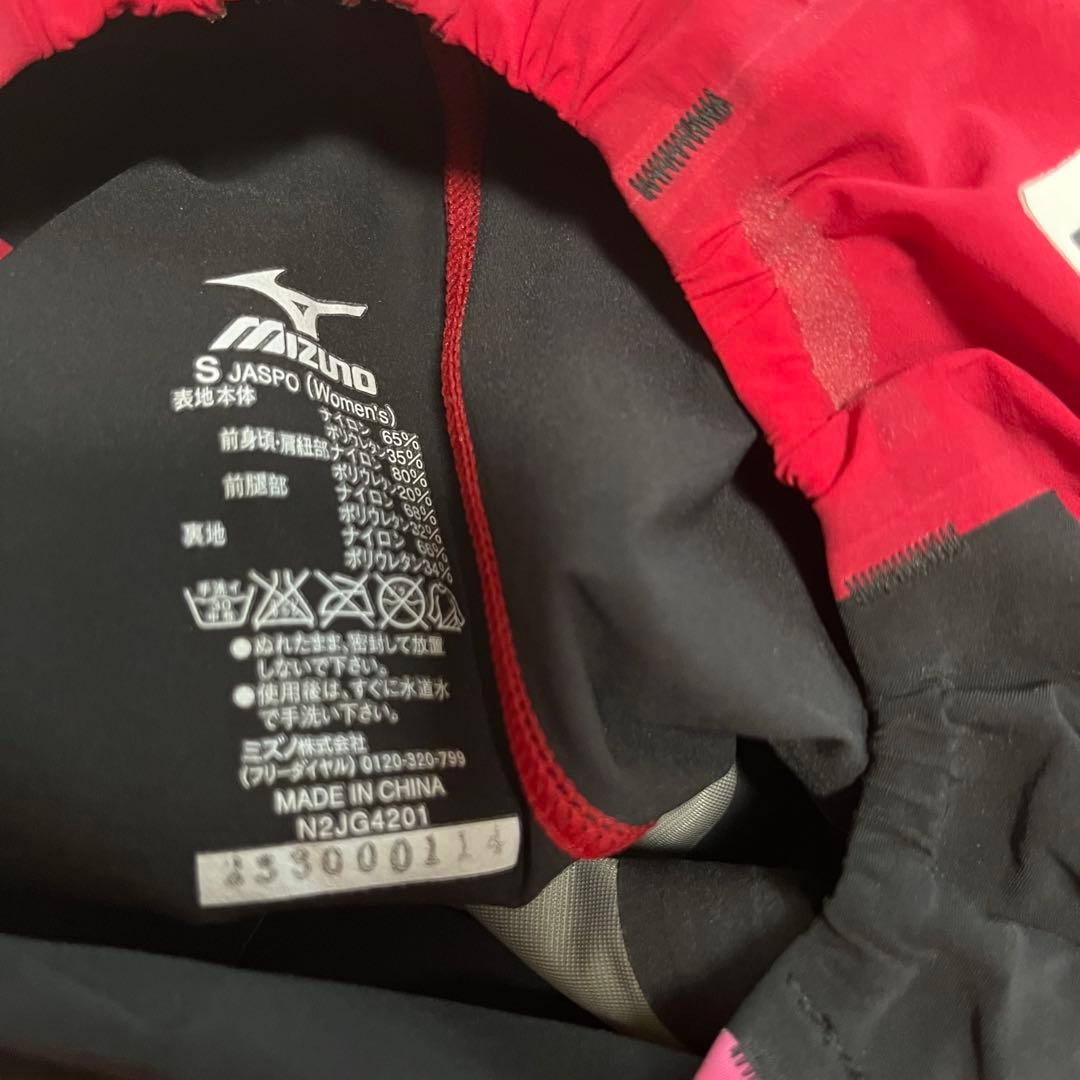 MIZUNO
S JASPO (Women's)
表地本体 ナイロン 65%
ポリウレタン 35%
前身頃・肩紐部 ナイロン 80%
ポリウレタン 20%
前腿部 ナイロン 68%
ポリウレタン 32%
裏地 ナイロン 66%
ポリウレタン 34%
手洗イ
●ぬれたまま、密封して放置
しないで下さい。
●使用後は、すぐに水道水
で手洗い下さい。
ミズノ株式会社
(フリーダイヤル) 0120-320-799
MADE IN CHINA
N2JG4201
233000114